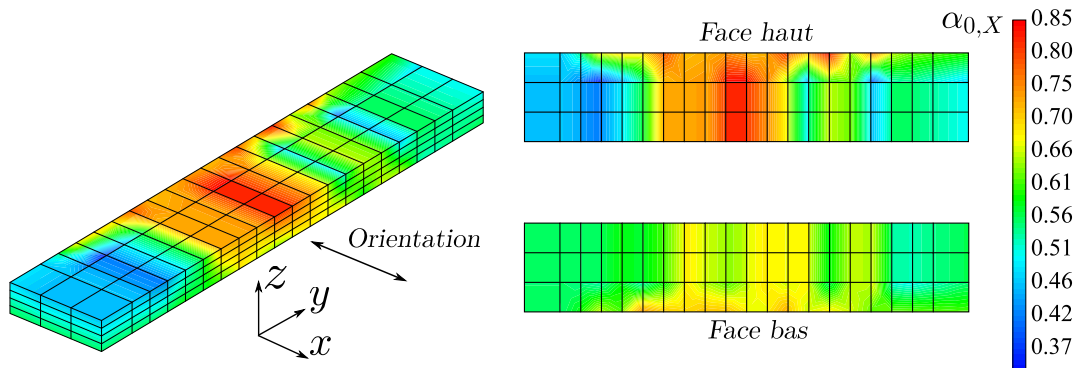 Face haut
α0,X
0.85
0.80
0.75
0.70
0.66
0.61
0.56
0.51
0.46
0.42
0.37
Orientation
z
y
x
Face bas